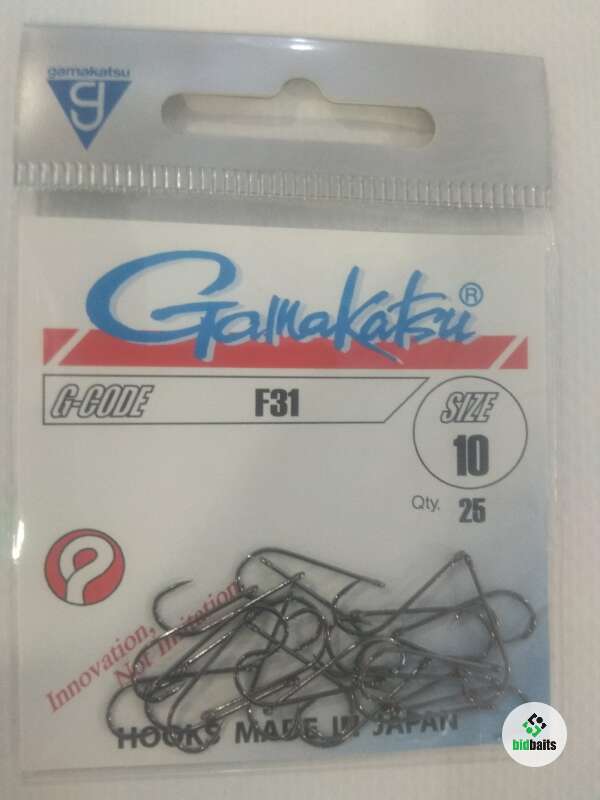 gamakatsu
Gamakatsu®
G-CODE F31 SIZE
10
Qty. 25
Innovation,
Not Imitation
HOOKS MADE IN JAPAN
bidbaits